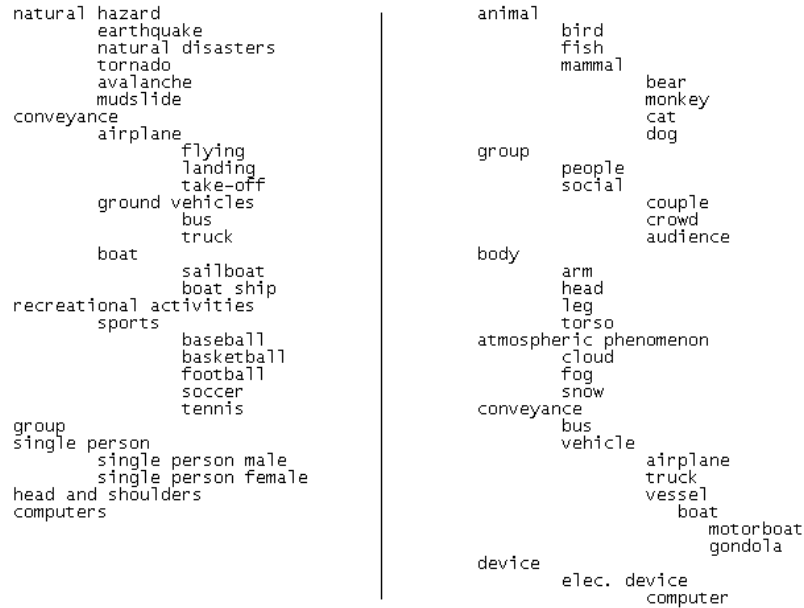 natural hazard
earthquake
natural disasters
tornado
avalanche
mudslide
conveyance
airplane
flying
landing
take-off
ground vehicles
bus
truck
boat
sailboat
boat ship
recreational activities
sports
baseball
basketball
football
soccer
tennis
group
single person
single person male
single person female
head and shoulders
computers
animal
bird
fish
mammal
bear
monkey
cat
dog
group
people
social
couple
crowd
audience
body
arm
head
leg
torso
atmospheric phenomenon
cloud
fog
snow
conveyance
bus
vehicle
airplane
truck
vessel
boat
motorboat
gondola
device
elec. device
computer